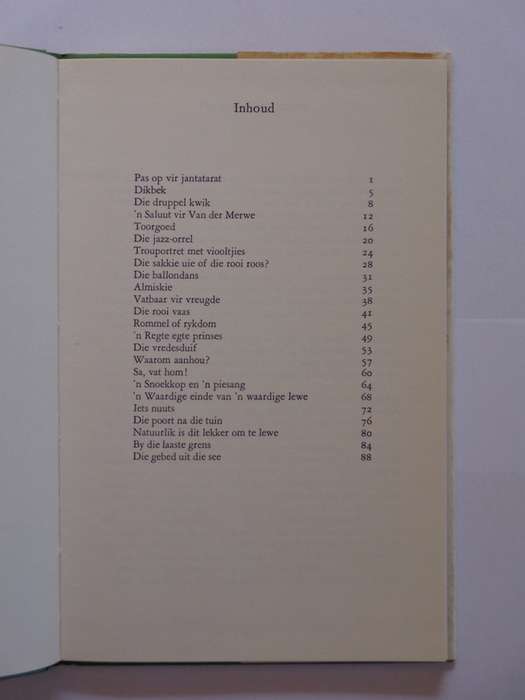 Inhoud
Pas op vir jantatarat 1
Dikbek 5
Die druppel kwik 8
'n Saluut vir Van der Merwe 12
Toorgoed 16
Die jazz-orrel 20
Trouportret met viooltjies 24
Die sakkie uie of die rooi roos? 28
Die ballondans 31
Almiskie 35
Vatbaar vir vreugde 38
Die rooi vaas 41
Rommel of rykdom 45
'n Regte egte prinses 49
Die vredesduif 53
Waarom aanhou? 57
Sa, vat hom! 60
'n Snoekkop en 'n piesang 64
'n Waardige einde van 'n waardige lewe 68
Iets nuuts 72
Die poort na die tuin 76
Natuurlik is dit lekker om te lewe 80
By die laaste grens 84
Die gebed uit die see 88